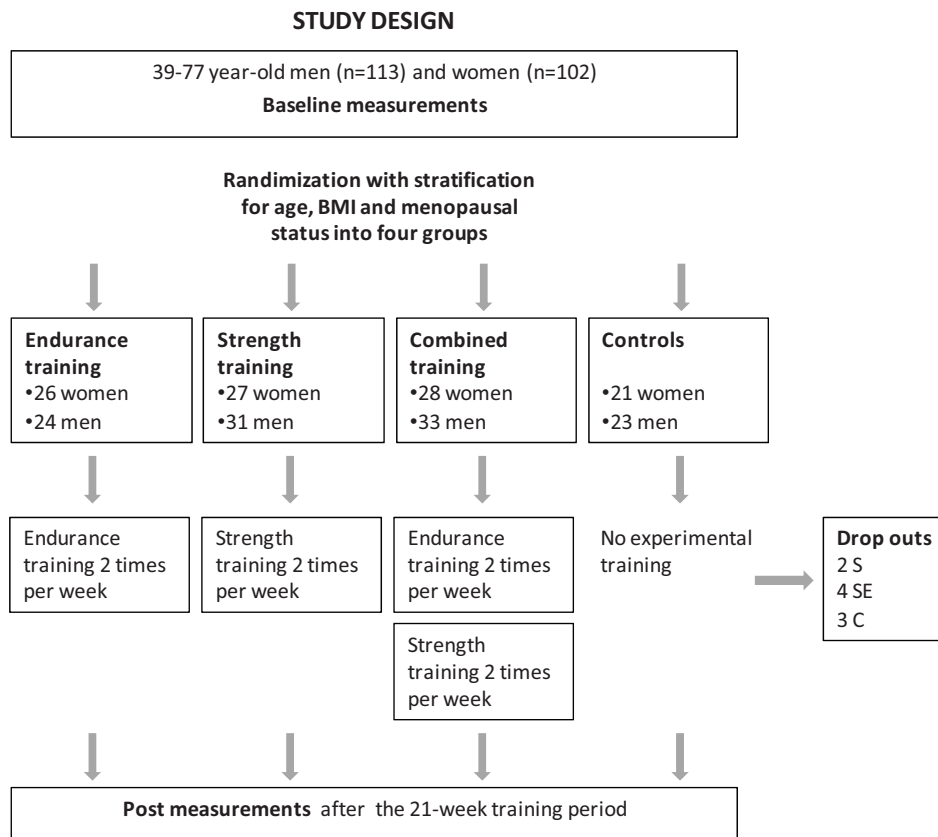 STUDY DESIGN
39-77 year-old men (n=113) and women (n=102)
Baseline measurements
Randimization with stratification
for age, BMI and menopausal
status into four groups
Endurance
training
•26 women
•24 men
Strength
training
•27 women
•31 men
Combined
training
•28 women
•33 men
Controls
•21 women
•23 men
Endurance
training 2 times
per week
Strength
training 2 times
per week
Endurance
training 2 times
per week
Strength
training 2 times
per week
No experimental
training
Drop outs
2 S
4 SE
3 C
Post measurements after the 21-week training period